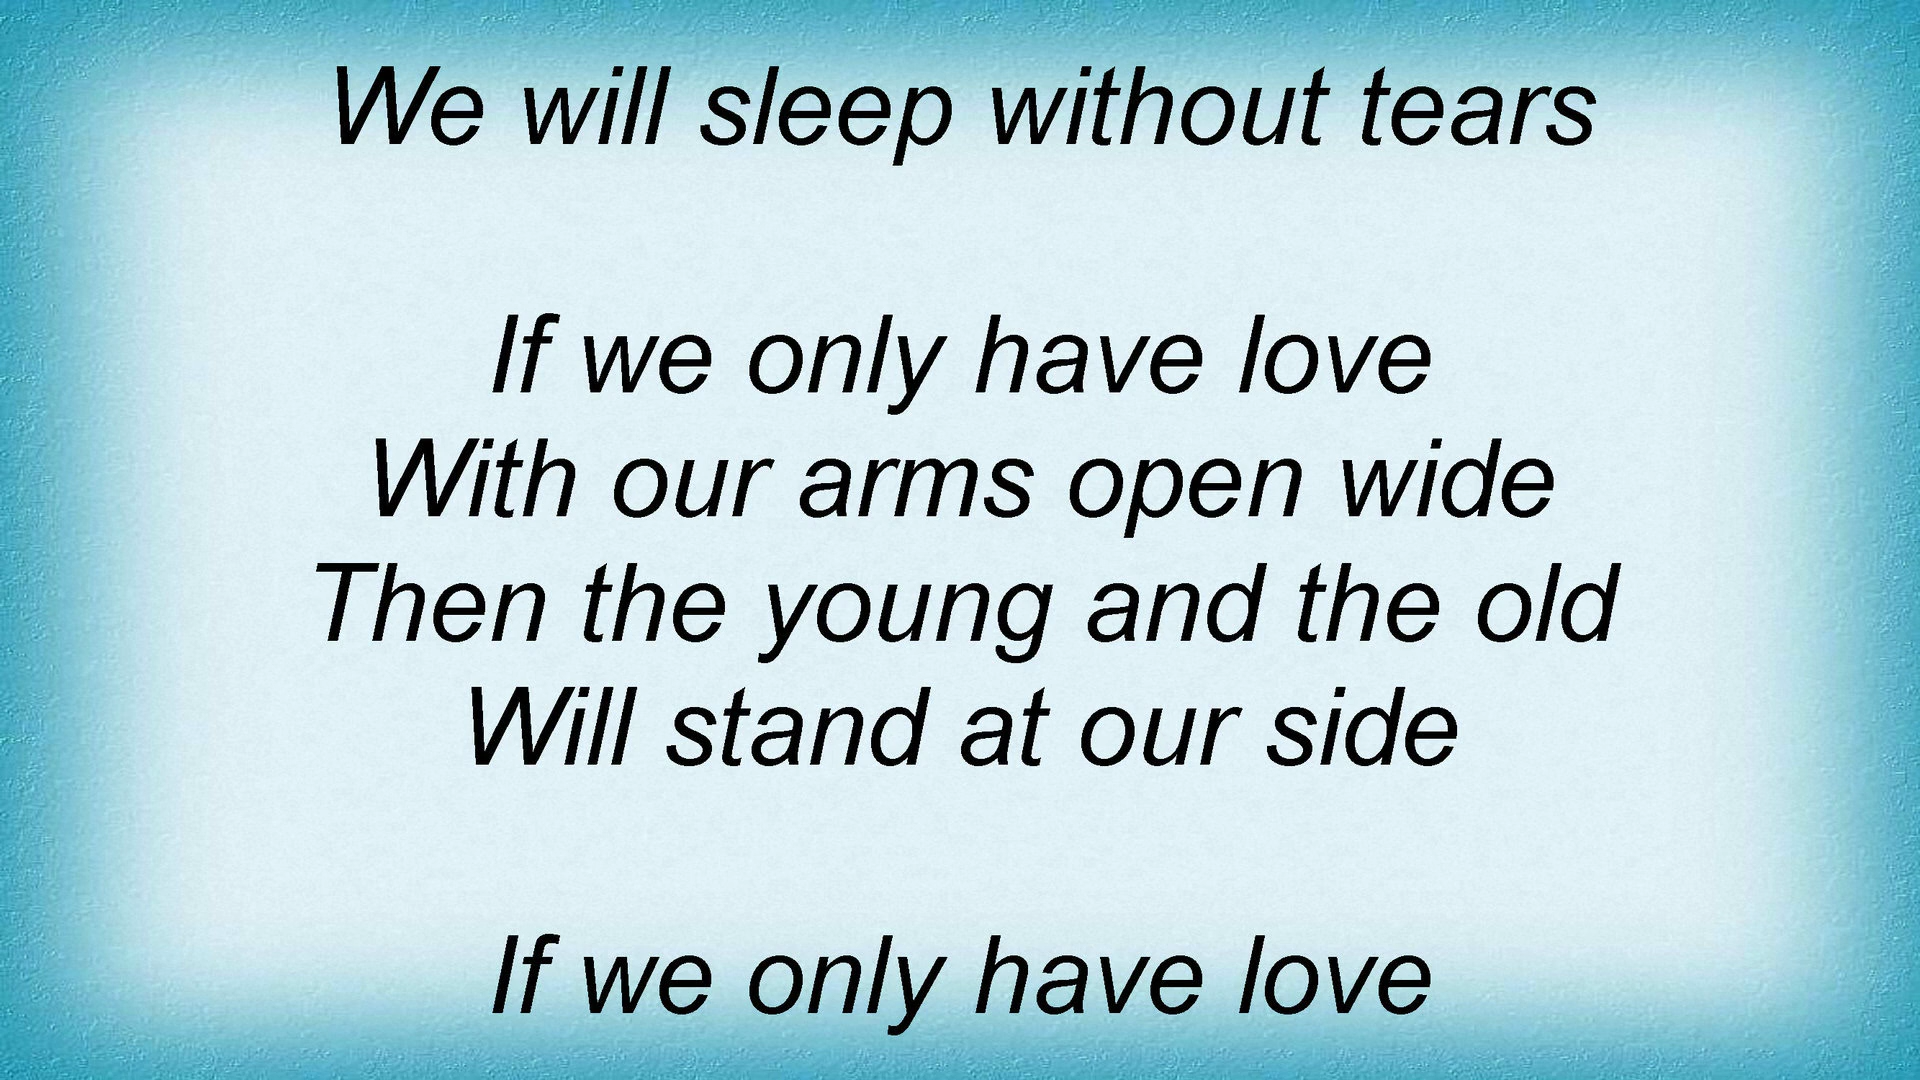 We will sleep without tears
If we only have love
With our arms open wide
Then the young and the old
Will stand at our side
If we only have love